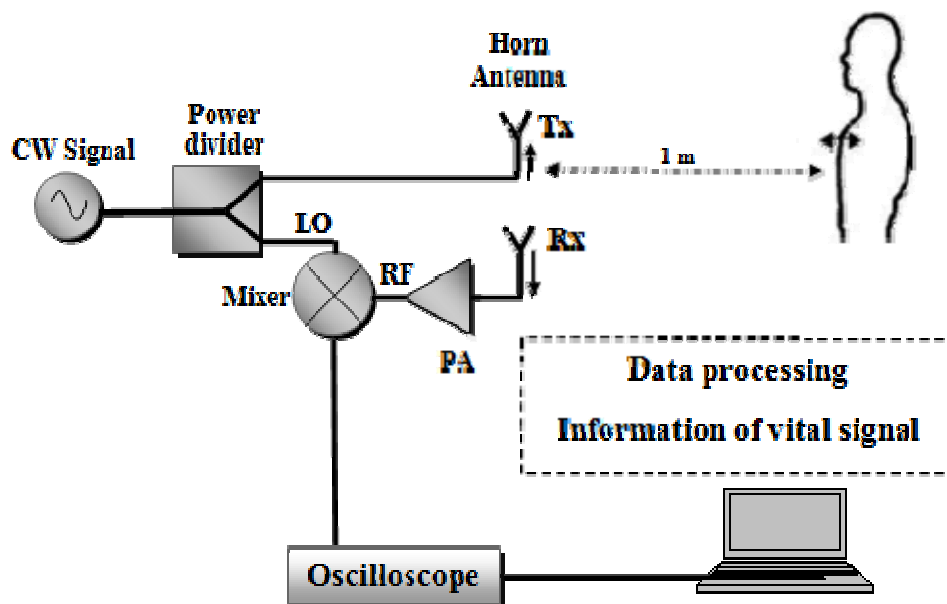 Horn
Antenna
Power
divider
CW Signal
Tx
1 m
LO
Rx
RF
Mixer
PA
Data processing
Information of vital signal
Oscilloscope